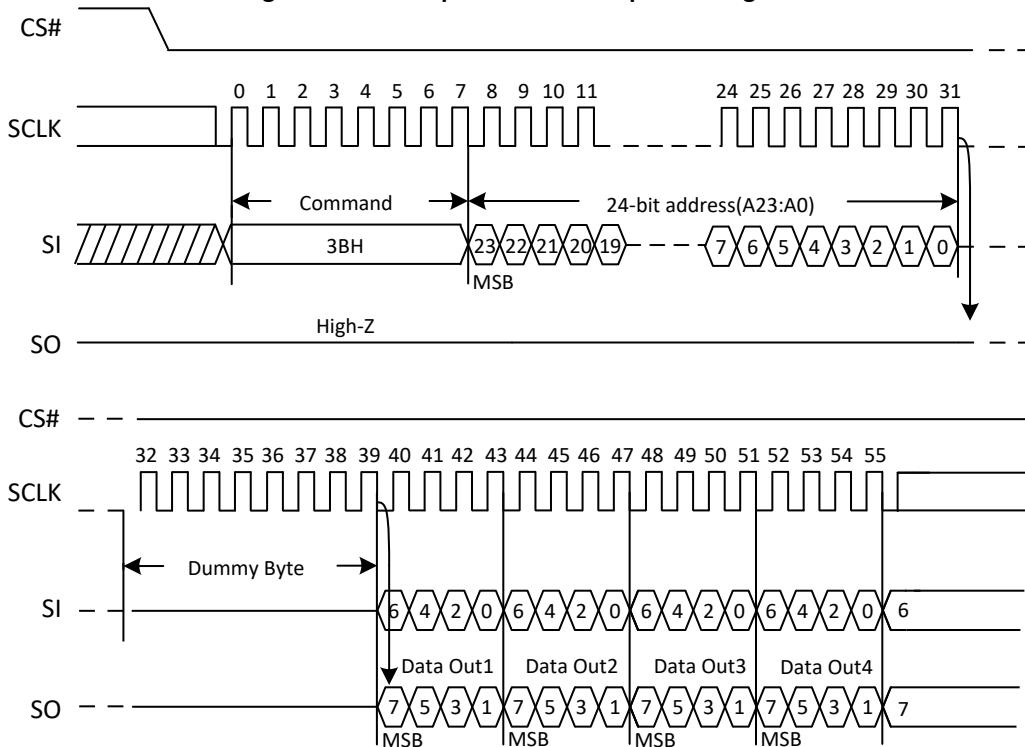 CS#
0 1 2 3 4 5 6 7 8 9 10 11 24 25 26 27 28 29 30 31
SCLK
Command 24-bit address(A23:A0)
SI 3BH 23 22 21 20 19 7 6 5 4 3 2 1 0
MSB
High-Z
SO
CS#
32 33 34 35 36 37 38 39 40 41 42 43 44 45 46 47 48 49 50 51 52 53 54 55
SCLK
Dummy Byte
SI 6 4 2 0 6 4 2 0 6 4 2 0 6 4 2 0 6
Data Out1 Data Out2 Data Out3 Data Out4
SO 7 5 3 1 7 5 3 1 7 5 3 1 7 5 3 1 7
MSB MSB MSB MSB